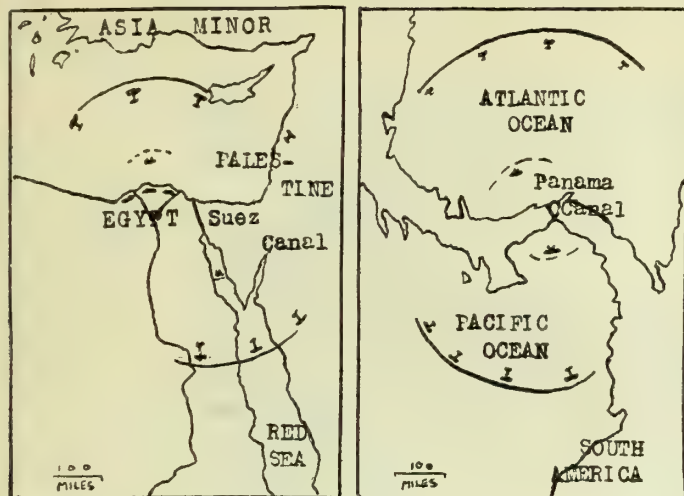 ASIA MINOR
PALES-
TINE
EGYPT
Suez
Canal
RED
SEA
100
MILES
ATLANTIC
OCEAN
Panama
Canal
PACIFIC
OCEAN
SOUTH
AMERICA
100
MILES